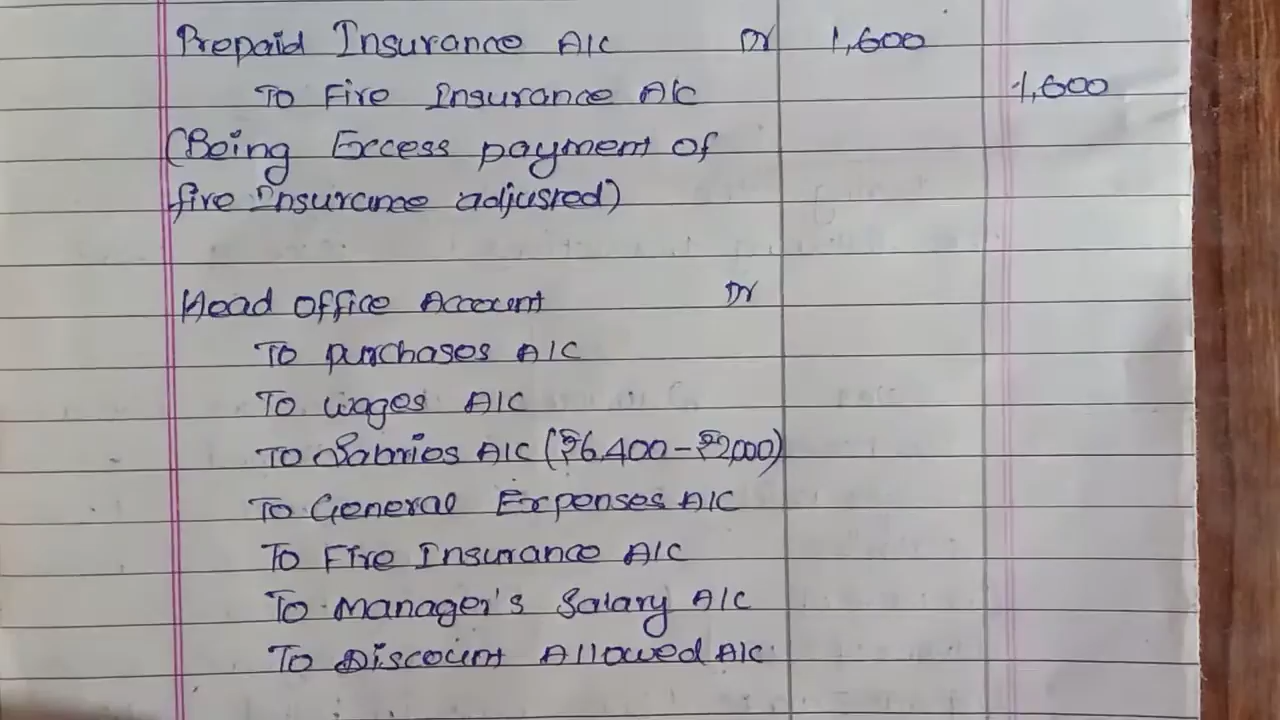 Prepaid Insurance A/C Dr 1,600
To Fire Insurance A/C 1,600
(Being Excess payment of
fire Insurance adjusted)
Head Office Account Dr
To purchases A/C
To wages A/C
To Salaries A/C (₹6,400-₹2,000)
To General Expenses A/C
To Fire Insurance A/C
To Manager's Salary A/C
To Discount Allowed A/C